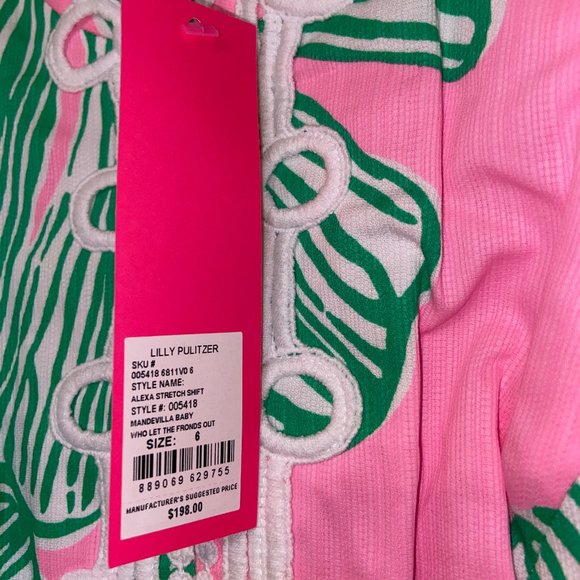 LILLY PULITZER
SKU #
005418 6811V0 6
STYLE NAME:
ALEXA STRETCH SHIFT
STYLE #: 005418
MANDEVILLA BABY
WHO LET THE FRONDS OUT
SIZE: 6
889069 629755
MANUFACTURER'S SUGGESTED PRICE
$198.00